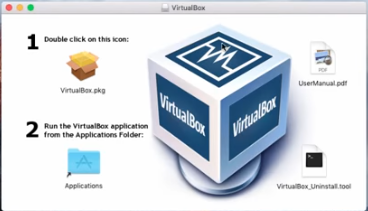 VirtualBox
1 Double click on this icon:
VirtualBox.pkg
2 Run the VirtualBox application
from the Applications Folder:
Applications
VirtualBox
VirtualBox
PDF
UserManual.pdf
VirtualBox_Uninstall.tool